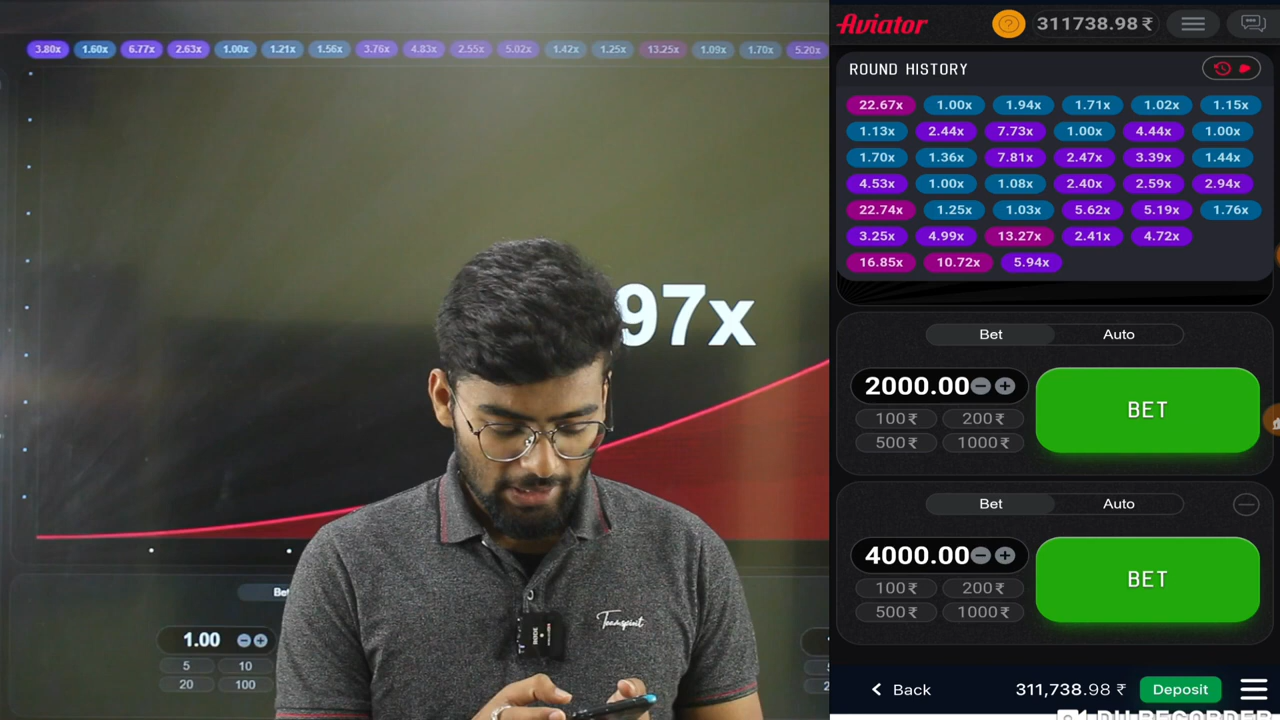 3.80x 1.60x 6.77x 2.63x 1.00x 1.21x 1.56x 3.76x 4.83x 2.55x 5.02x 1.42x 1.25x 13.25x 1.09x 1.70x 5.20x
97x
Bet
1.00
5 10
20 100
Teamspirit
Aviator 311738.98 ₹
ROUND HISTORY
22.67x 1.00x 1.94x 1.71x 1.02x 1.15x
1.13x 2.44x 7.73x 1.00x 4.44x 1.00x
1.70x 1.36x 7.81x 2.47x 3.39x 1.44x
4.53x 1.00x 1.08x 2.40x 2.59x 2.94x
22.74x 1.25x 1.03x 5.62x 5.19x 1.76x
3.25x 4.99x 13.27x 2.41x 4.72x
16.85x 10.72x 5.94x
Bet Auto
2000.00 BET
100₹ 200₹
500₹ 1000₹
Bet Auto
4000.00 BET
100₹ 200₹
500₹ 1000₹
Back 311,738.98 ₹ Deposit
DU RECORDER